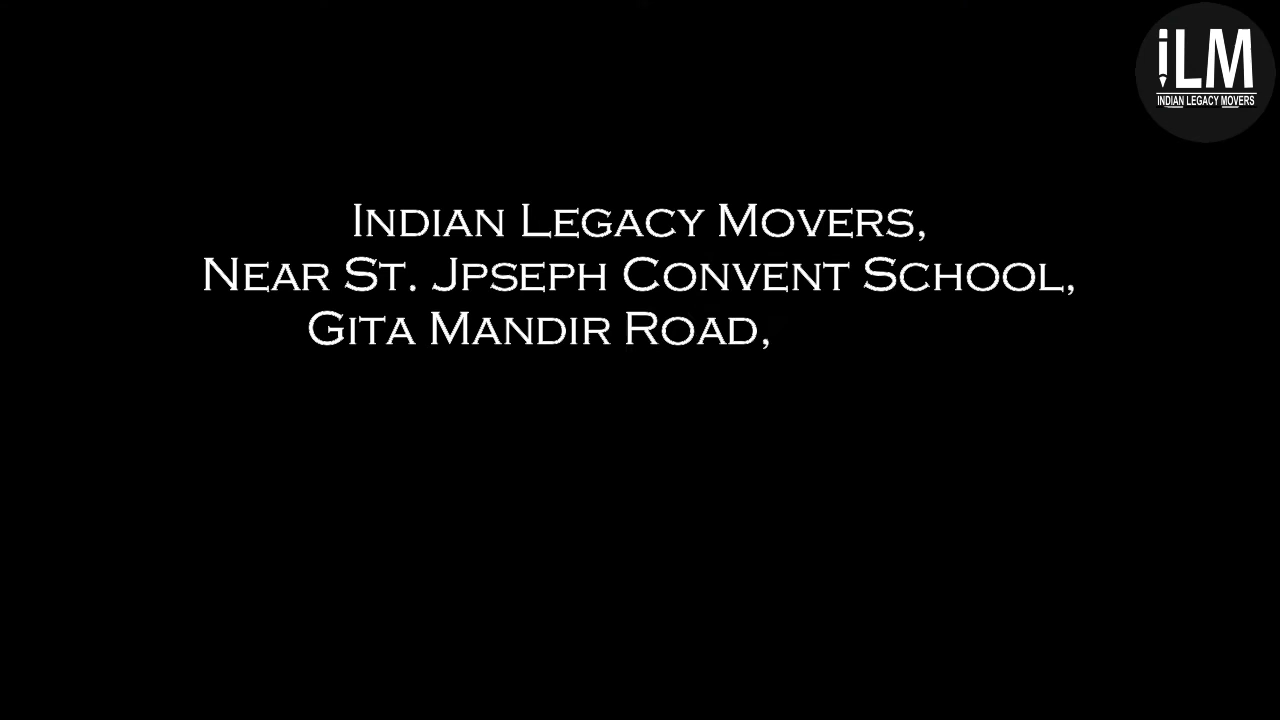 iLM
INDIAN LEGACY MOVERS
Indian Legacy Movers,
Near St. Jpseph Convent School,
Gita Mandir Road,